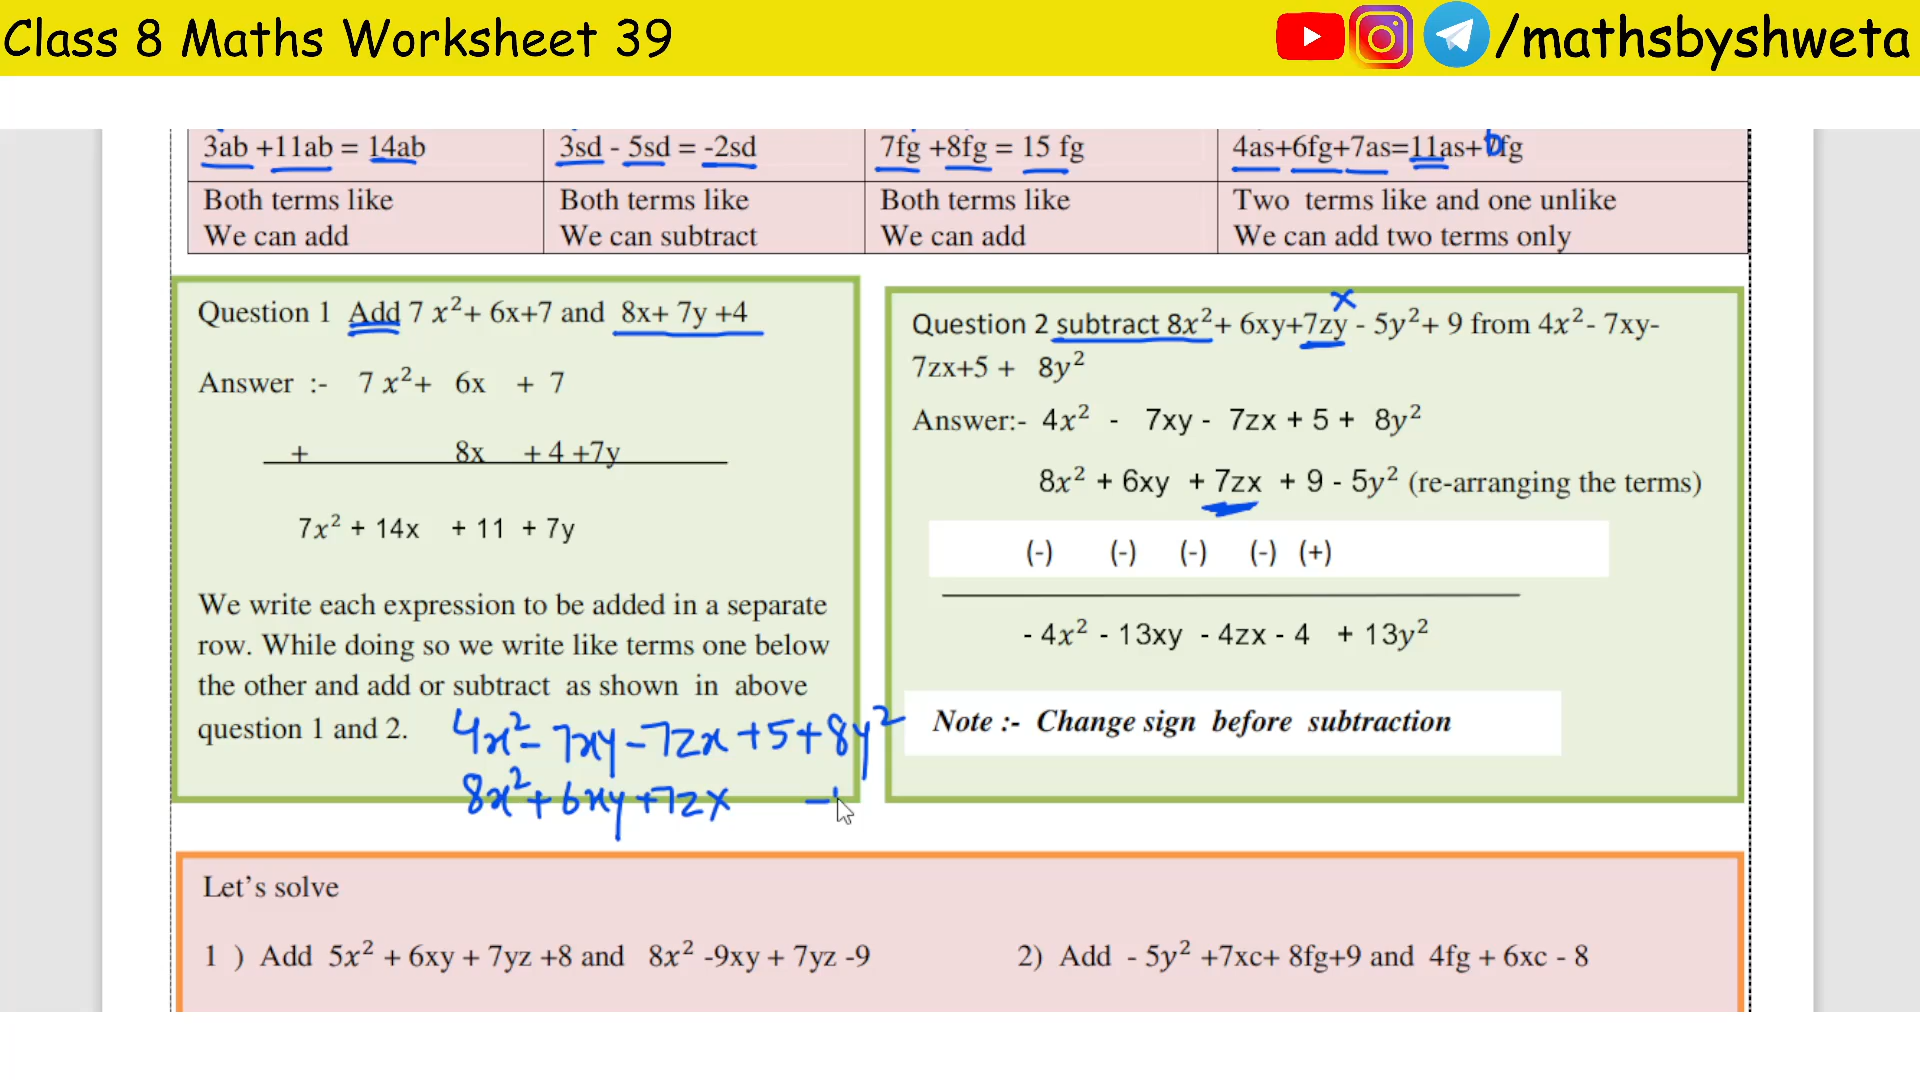 Class 8 Maths Worksheet 39
/mathsbyshweta
3ab +11ab = 14ab
3sd - 5sd = -2sd
7fg +8fg = 15 fg
4as+6fg+7as=11as+6fg
Both terms like
We can add
Both terms like
We can subtract
Both terms like
We can add
Two terms like and one unlike
We can add two terms only
Question 1 Add 7 x²+ 6x+7 and 8x+ 7y +4
Answer :- 7 x²+ 6x + 7
+ 8x + 4 +7y
7x² + 14x + 11 + 7y
We write each expression to be added in a separate
row. While doing so we write like terms one below
the other and add or subtract as shown in above
question 1 and 2.
4x² - 7xy - 7zx + 5 + 8y²
8x² + 6xy + 7zx -
x
Question 2 subtract 8x²+ 6xy+7zy - 5y²+ 9 from 4x²- 7xy-
7zx+5 + 8y²
Answer:- 4x² - 7xy - 7zx + 5 + 8y²
8x² + 6xy + 7zx + 9 - 5y² (re-arranging the terms)
(-) (-) (-) (-) (+)
- 4x² - 13xy - 4zx - 4 + 13y²
Note :- Change sign before subtraction
Let's solve
1 ) Add 5x² + 6xy + 7yz +8 and 8x² -9xy + 7yz -9
2) Add - 5y² +7xc+ 8fg+9 and 4fg + 6xc - 8